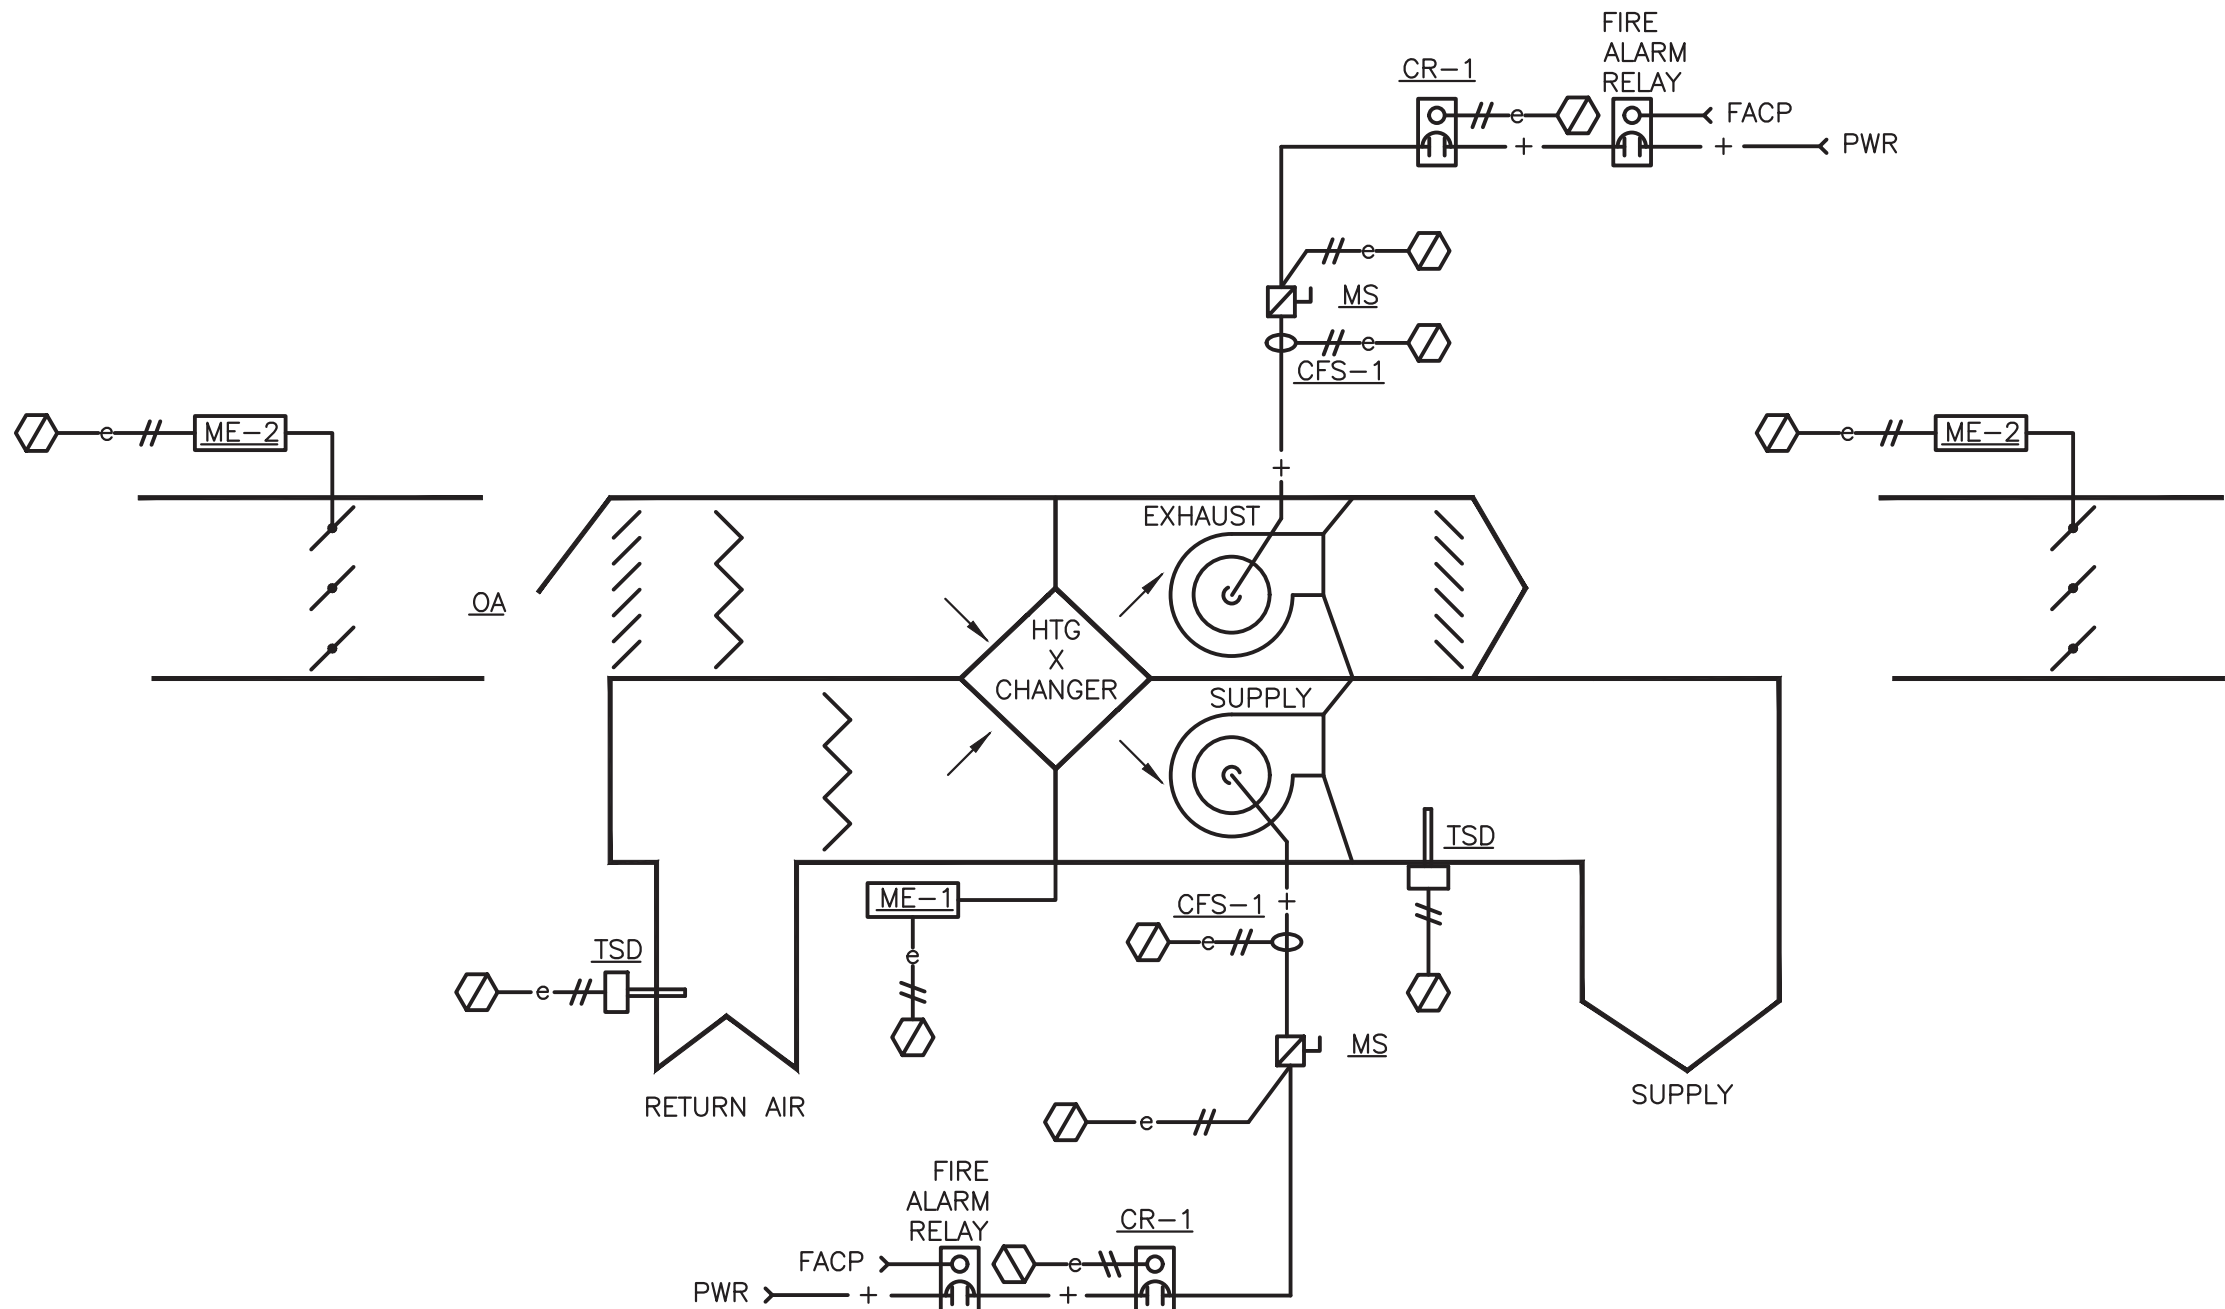 FIRE
ALARM
RELAY
CR-1
e
FACP
+ + PWR
e
MS
e
CFS-1
e ME-2
e ME-2
+
EXHAUST
OA
HTG
X
CHANGER
SUPPLY
TSD
ME-1
CFS-1 +
e
TSD
e
e
MS
RETURN AIR
SUPPLY
e
FIRE
ALARM
RELAY
CR-1
FACP
e
PWR + +